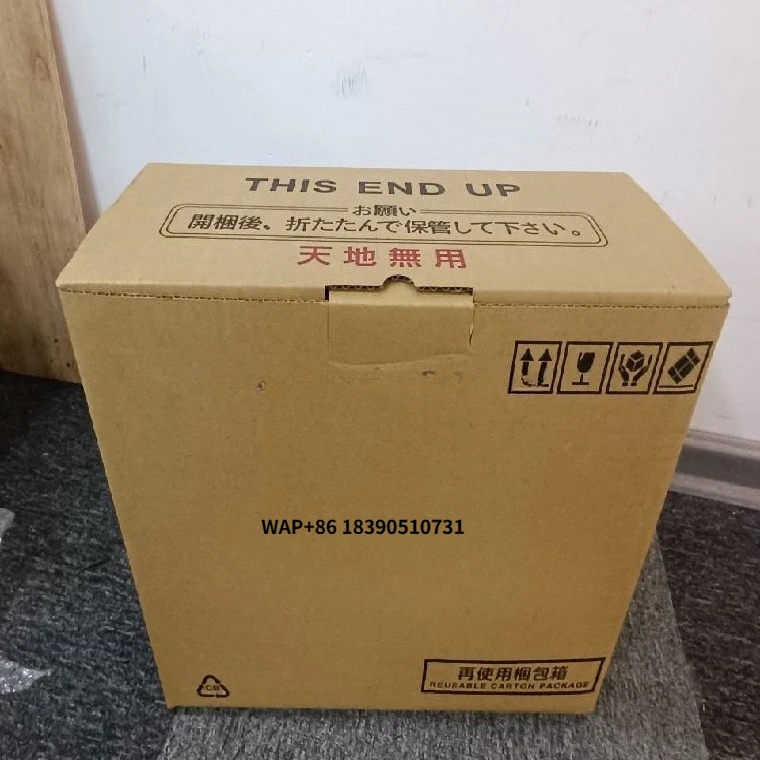 THIS END UP
お願い
開梱後、折たたんで保管して下さい。
天地無用
WAP+86 18390510731
CB
再使用梱包箱
REUSABLE CARTON PACKAGE